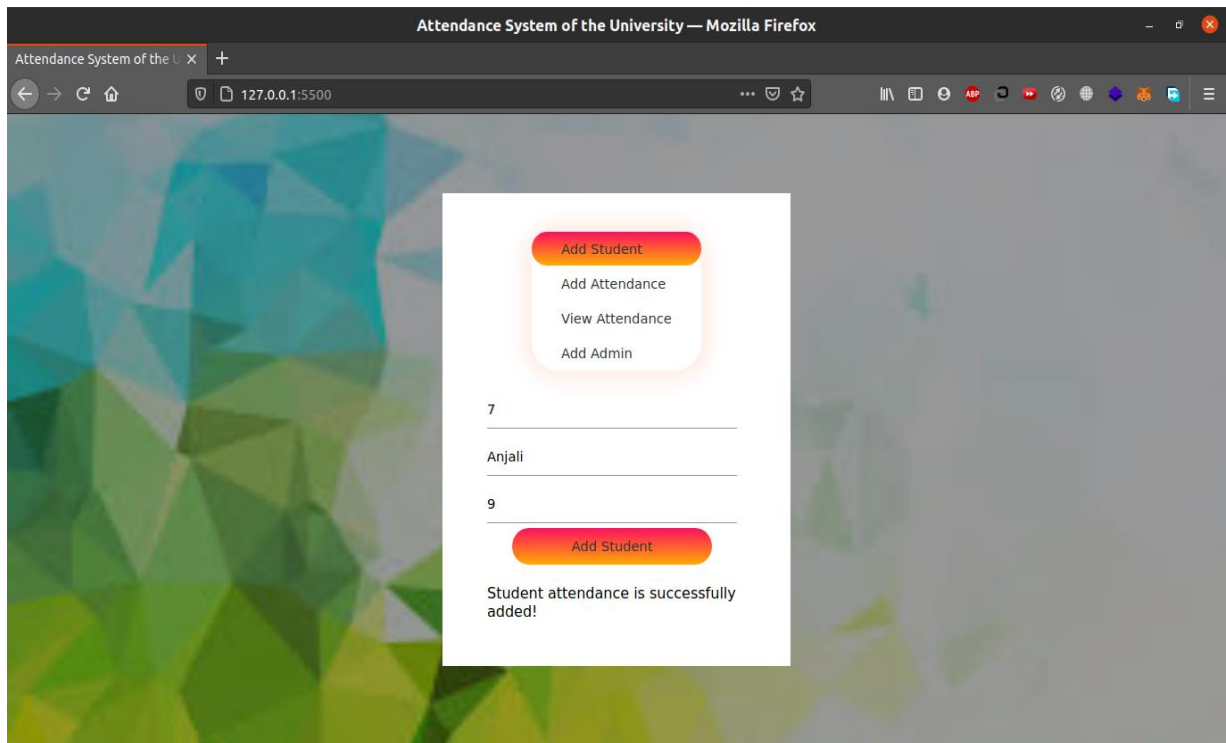 Attendance System of the University — Mozilla Firefox
Attendance System of the U
127.0.0.1:5500
ABP
Add Student
Add Attendance
View Attendance
Add Admin
7
Anjali
9
Add Student
Student attendance is successfully
added!